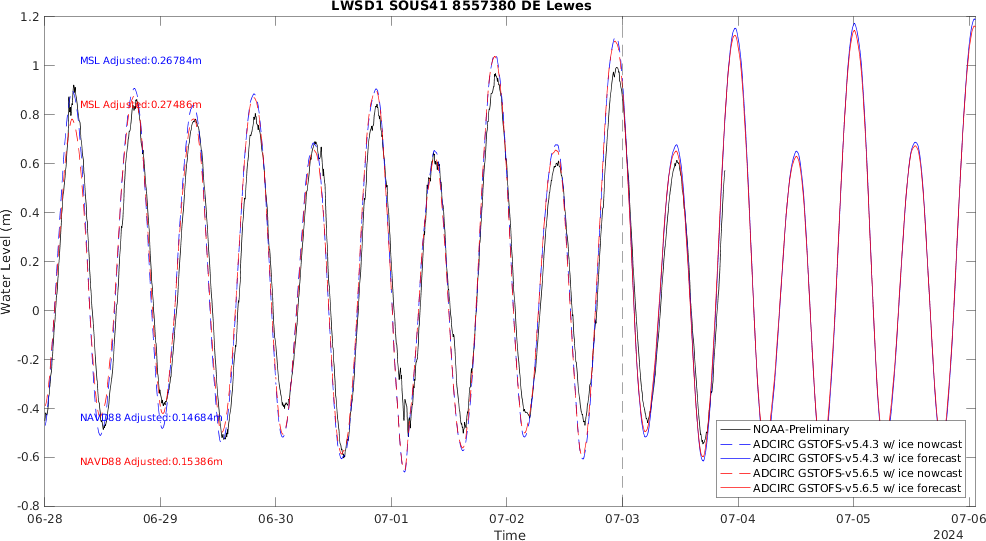 LWSD1 SOUS41 8557380 DE Lewes
1.2
1
0.8
0.6
0.4
0.2
0
-0.2
-0.4
-0.6
-0.8
Water Level (m)
MSL Adjusted:0.26784m
MSL Adjusted:0.27486m
NAVD88 Adjusted:0.14684m
NAVD88 Adjusted:0.15386m
NOAA-Preliminary
ADCIRC GSTOFS-v5.4.3 w/ ice nowcast
ADCIRC GSTOFS-v5.4.3 w/ ice forecast
ADCIRC GSTOFS-v5.6.5 w/ ice nowcast
ADCIRC GSTOFS-v5.6.5 w/ ice forecast
06-28 06-29 06-30 07-01 07-02 07-03 07-04 07-05 07-06
Time
2024